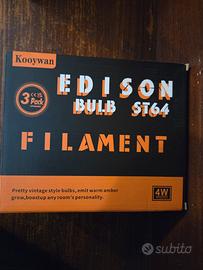 Kooywan
3 Pack
EDISON
BULB ST64
FILAMENT
Pretty vintage style bulbs, emit warm amber
grow,boostup any room's personality.
4W
subito